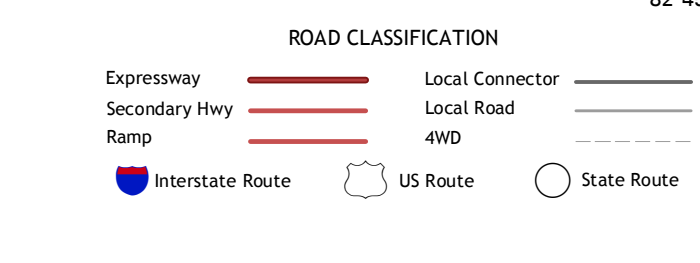 ROAD CLASSIFICATION
Expressway
Local Connector
Secondary Hwy
Local Road
Ramp
4WD
Interstate Route
US Route
State Route